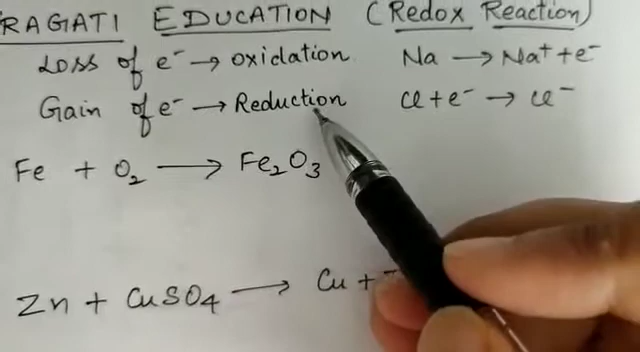 RAGATI EDUCATION (Redox Reaction)
Loss of e⁻ → oxidation Na → Na⁺ + e⁻
Gain of e⁻ → Reduction Cl + e⁻ → Cl⁻
Fe + O₂ → Fe₂O₃
Zn + CuSO₄ → Cu +